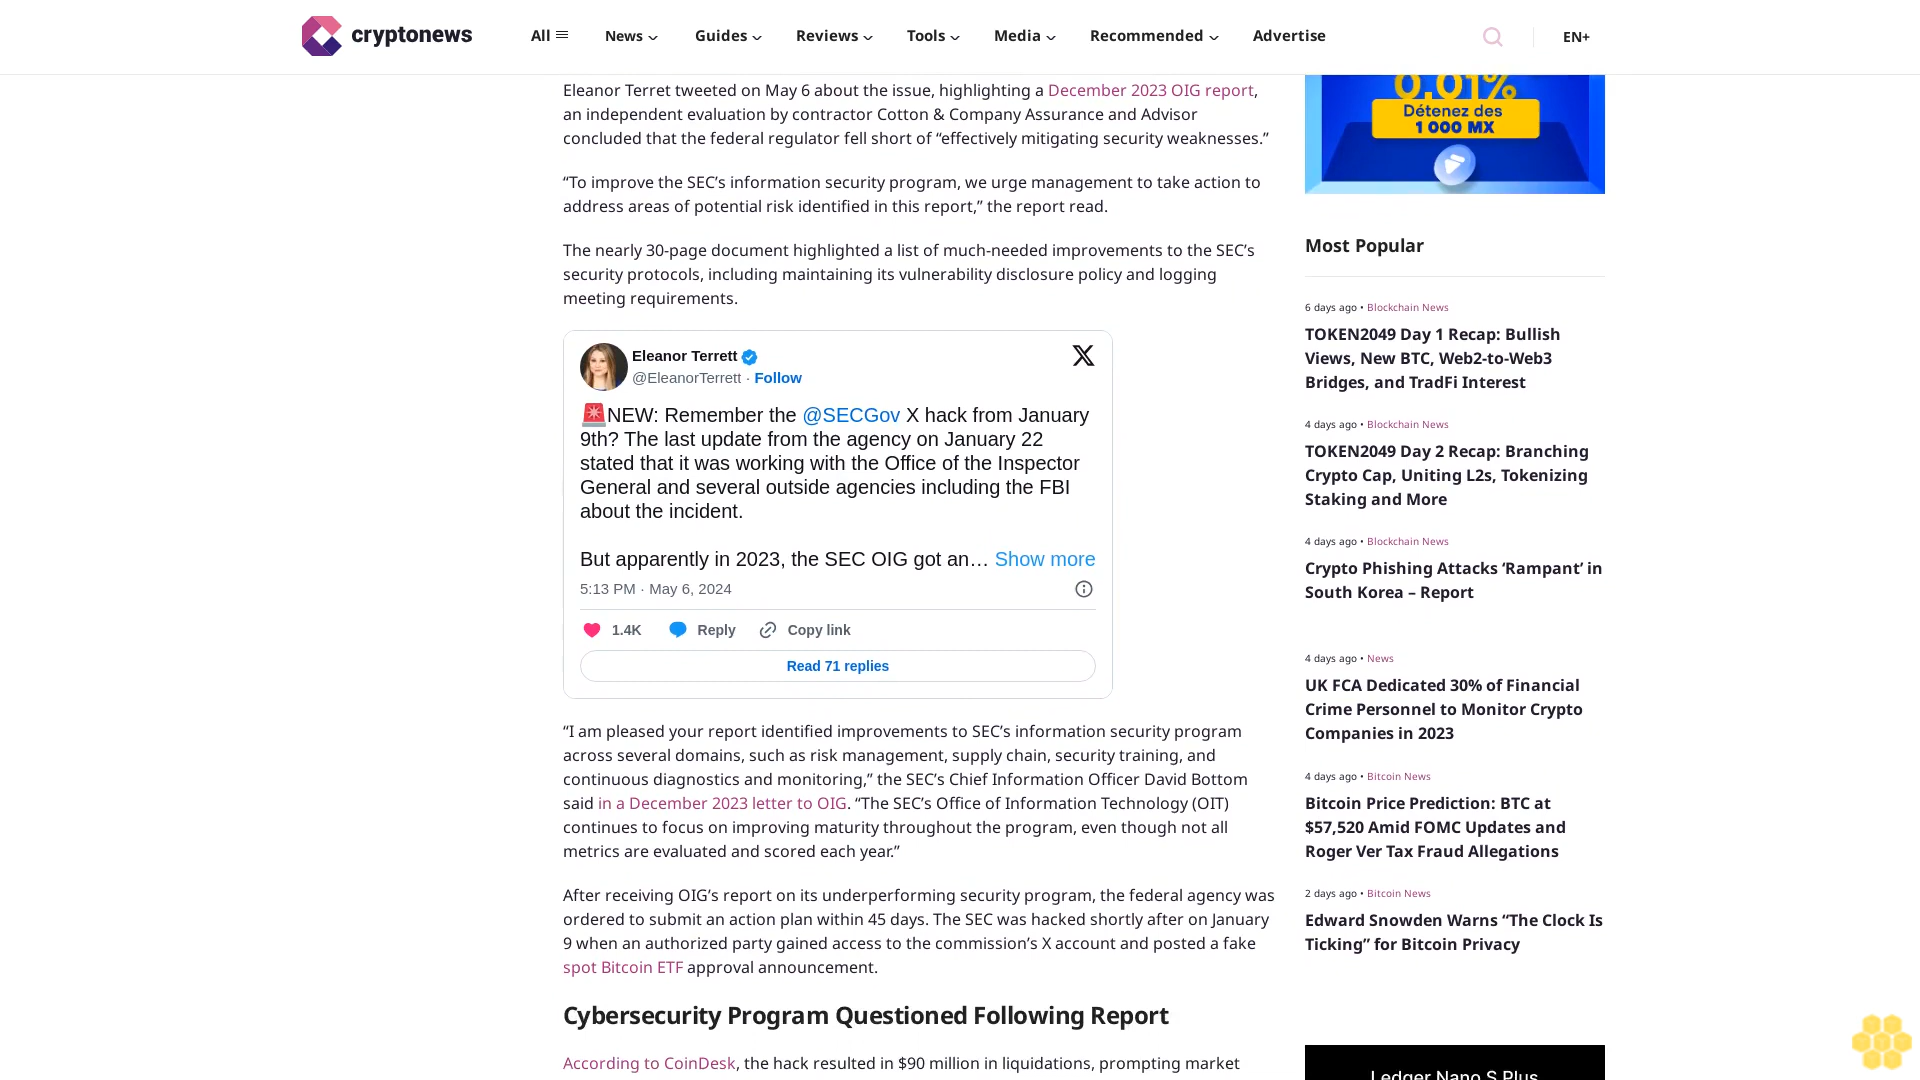 cryptonews
All
News
Guides
Reviews
Tools
Media
Recommended
Advertise
EN+
Eleanor Terret tweeted on May 6 about the issue, highlighting a December 2023 OIG report,
an independent evaluation by contractor Cotton & Company Assurance and Advisor
concluded that the federal regulator fell short of “effectively mitigating security weaknesses.”
“To improve the SEC’s information security program, we urge management to take action to
address areas of potential risk identified in this report,” the report read.
The nearly 30-page document highlighted a list of much-needed improvements to the SEC’s
security protocols, including maintaining its vulnerability disclosure policy and logging
meeting requirements.
Eleanor Terrett
@EleanorTerrett · Follow
🚨NEW: Remember the @SECGov X hack from January
9th? The last update from the agency on January 22
stated that it was working with the Office of the Inspector
General and several outside agencies including the FBI
about the incident.
But apparently in 2023, the SEC OIG got an… Show more
5:13 PM · May 6, 2024
1.4K
Reply
Copy link
Read 71 replies
“I am pleased your report identified improvements to SEC’s information security program
across several domains, such as risk management, supply chain, security training, and
continuous diagnostics and monitoring,” the SEC’s Chief Information Officer David Bottom
said in a December 2023 letter to OIG. “The SEC’s Office of Information Technology (OIT)
continues to focus on improving maturity throughout the program, even though not all
metrics are evaluated and scored each year.”
After receiving OIG’s report on its underperforming security program, the federal agency was
ordered to submit an action plan within 45 days. The SEC was hacked shortly after on January
9 when an authorized party gained access to the commission’s X account and posted a fake
spot Bitcoin ETF approval announcement.
Cybersecurity Program Questioned Following Report
According to CoinDesk, the hack resulted in $90 million in liquidations, prompting market
0.01%
Détenez des
1 000 MX
Most Popular
6 days ago • Blockchain News
TOKEN2049 Day 1 Recap: Bullish
Views, New BTC, Web2-to-Web3
Bridges, and TradFi Interest
4 days ago • Blockchain News
TOKEN2049 Day 2 Recap: Branching
Crypto Cap, Uniting L2s, Tokenizing
Staking and More
4 days ago • Blockchain News
Crypto Phishing Attacks ‘Rampant’ in
South Korea – Report
4 days ago • News
UK FCA Dedicated 30% of Financial
Crime Personnel to Monitor Crypto
Companies in 2023
4 days ago • Bitcoin News
Bitcoin Price Prediction: BTC at
$57,520 Amid FOMC Updates and
Roger Ver Tax Fraud Allegations
2 days ago • Bitcoin News
Edward Snowden Warns “The Clock Is
Ticking” for Bitcoin Privacy
Ledger Nano S Plus